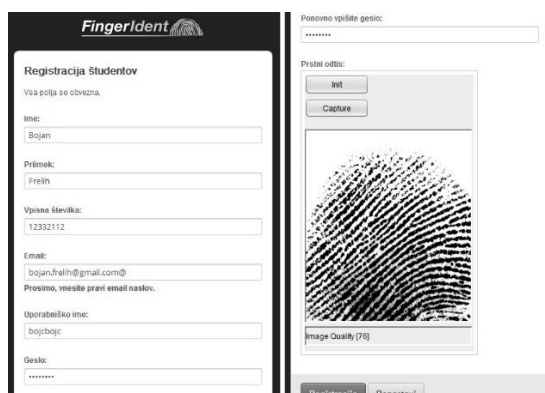 FingerIdent
Registracija študentov
Vsa polja so obvezna.
Ime:
Bojan
Priimek:
Frelih
Vpisna številka:
12332112
Email:
bojan.frelih@gmail.com@
Prosimo, vnesite pravi email naslov.
Uporabniško ime:
bojcbojc
Geslo:
••••••••
Ponovno vpišite geslo:
••••••••
Prstni odtis:
Init
Capture
Image Quality [76]
Registracija Ponastavi